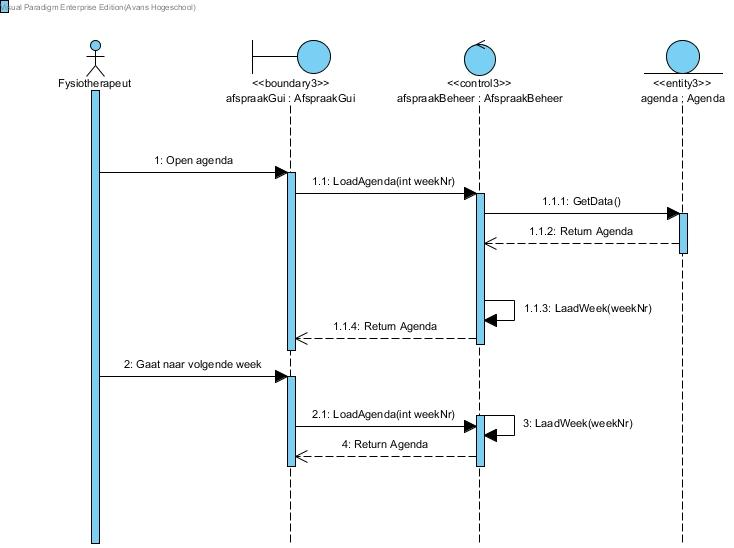 Visual Paradigm Enterprise Edition(Avans Hogeschool)
Fysiotherapeut
<<boundary3>>
afspraakGui : AfspraakGui
<<control3>>
afspraakBeheer : AfspraakBeheer
<<entity3>>
agenda : Agenda
1: Open agenda
1.1: LoadAgenda(int weekNr)
1.1.1: GetData()
1.1.2: Return Agenda
1.1.3: LaadWeek(weekNr)
1.1.4: Return Agenda
2: Gaat naar volgende week
2.1: LoadAgenda(int weekNr)
3: LaadWeek(weekNr)
4: Return Agenda